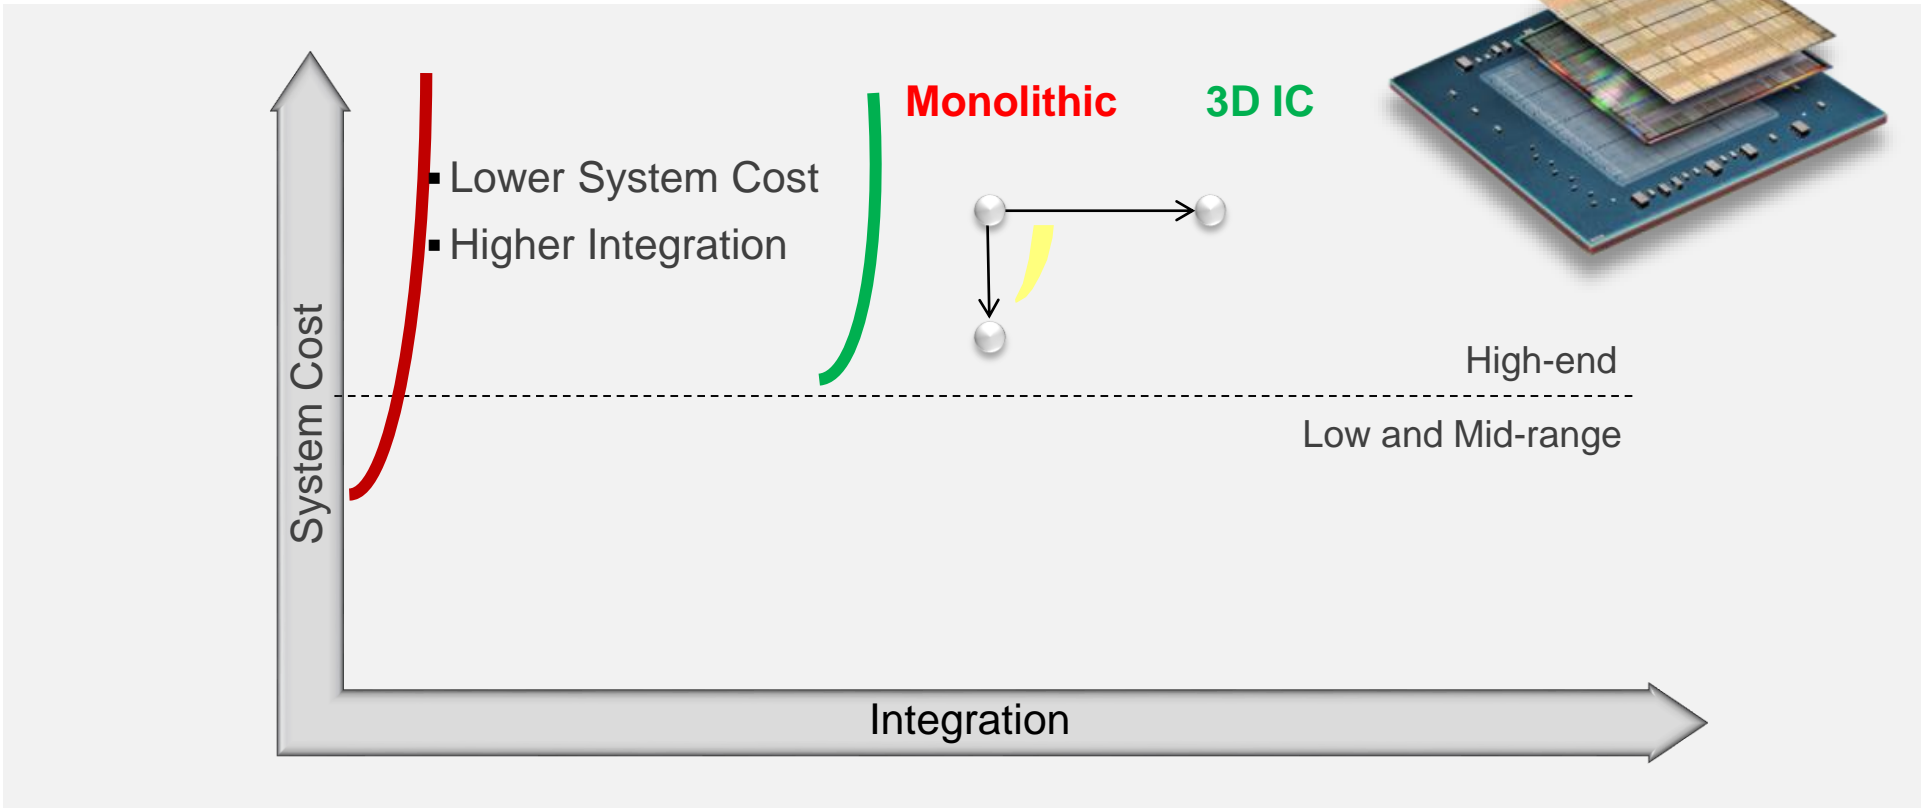 Monolithic 3D IC
▪ Lower System Cost
▪ Higher Integration
High-end
Low and Mid-range
System Cost
Integration